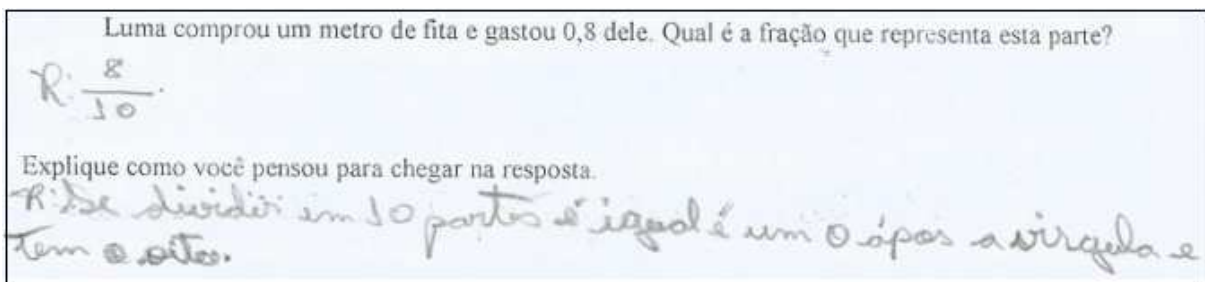 Luma comprou um metro de fita e gastou 0,8 dele. Qual é a fração que representa esta parte?
R: 8/10.
Explique como você pensou para chegar na resposta.
R: Se dividir em 10 partes é igual é um 0 ápos a virgula e
tem o oito.